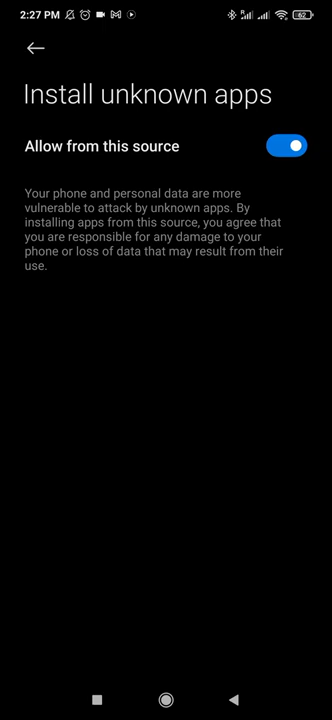 2:27 PM
R
62
Install unknown apps
Allow from this source
Your phone and personal data are more
vulnerable to attack by unknown apps. By
installing apps from this source, you agree that
you are responsible for any damage to your
phone or loss of data that may result from their
use.